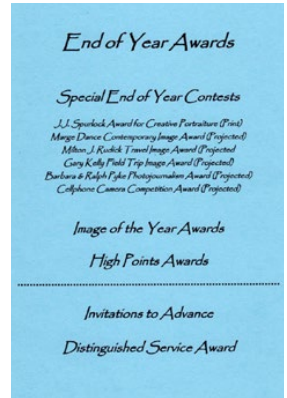 End of Year Awards
Special End of Year Contests
J.J. Spurlock Award for Creative Portraiture (Print)
Marge Dance Contemporary Image Award (Projected)
Milton J. Rudick Travel Image Award (Projected
Gary Kelly Field Trip Image Award (Projected)
Barbara & Ralph Pyke Photojournalism Award (Projected)
Cellphone Camera Competition Award (Projected)
Image of the Year Awards
High Points Awards
Invitations to Advance
Distinguished Service Award